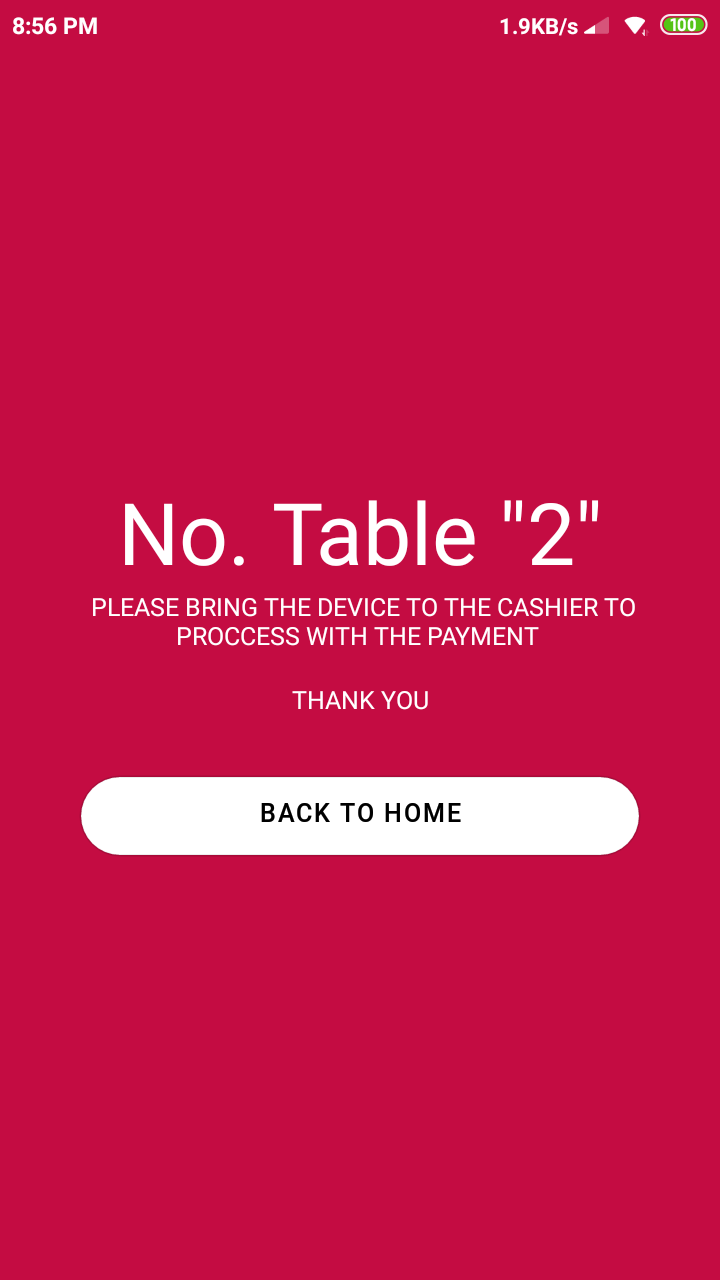 8:56 PM 1.9KB/s 100
No. Table "2"
PLEASE BRING THE DEVICE TO THE CASHIER TO
PROCCESS WITH THE PAYMENT
THANK YOU
BACK TO HOME